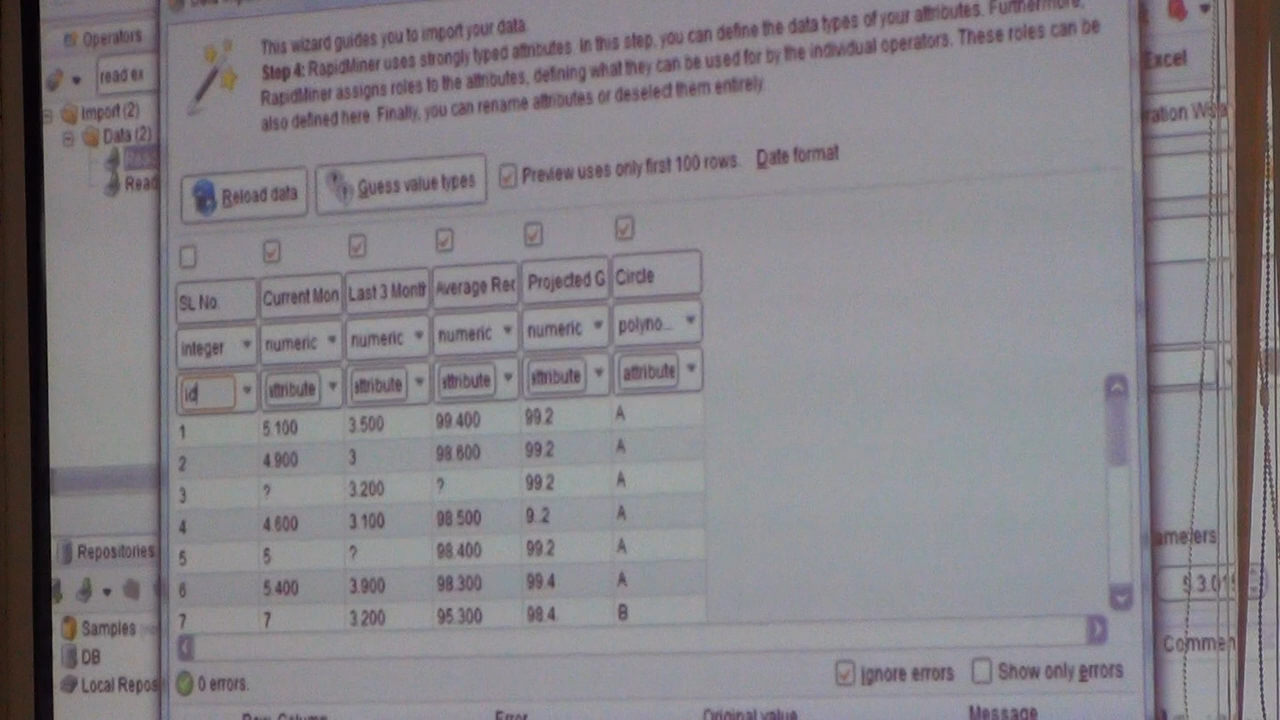 This wizard guides you to import your data.
Step 4: RapidMiner uses strongly typed attributes. In this step, you can define the data types of your attributes. Furthermore,
RapidMiner assigns roles to the attributes, defining what they can be used for by the individual operators. These roles can be
also defined here. Finally, you can rename attributes or deselect them entirely.
Operators
read ex
Import (2)
Data (2)
Read
Excel
Reload data Guess value types Preview uses only first 100 rows. Date format
SL No. Current Mon Last 3 Month Average Rec Projected G Circle
integer numeric numeric numeric numeric polyno...
id attribute attribute attribute attribute attribute
1 5.100 3.500 99.400 99.2 A
2 4.900 3 98.600 99.2 A
3 ? 3.200 ? 99.2 A
4 4.600 3.100 98.500 9.2 A
5 5 ? 98.400 99.2 A
6 5.400 3.900 98.300 99.4 A
7 7 3.200 95.300 98.4 B
0 errors. Ignore errors Show only errors
Row, Column Error Original value Message
Repositories
Samples
DB
Local Repos
ameters
5.3.01
Commen